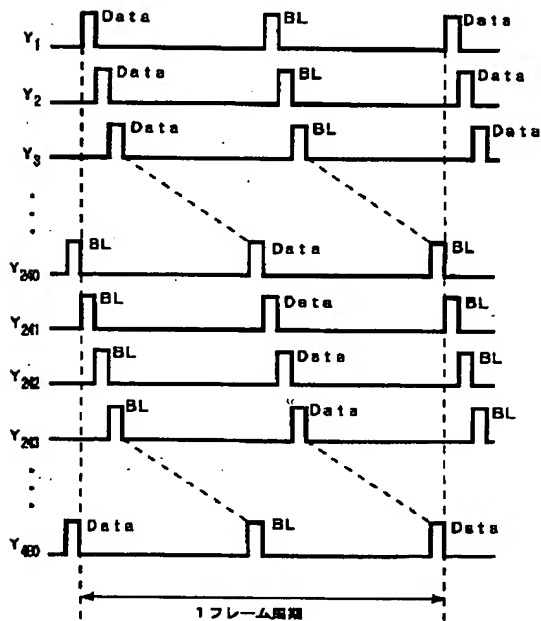 Y1 Data BL Data
Y2 Data BL Data
Y3 Data BL Data
Y240 BL Data BL
Y241 BL Data BL
Y242 BL Data BL
Y243 BL Data BL
Y480 Data BL Data
1フレーム周期